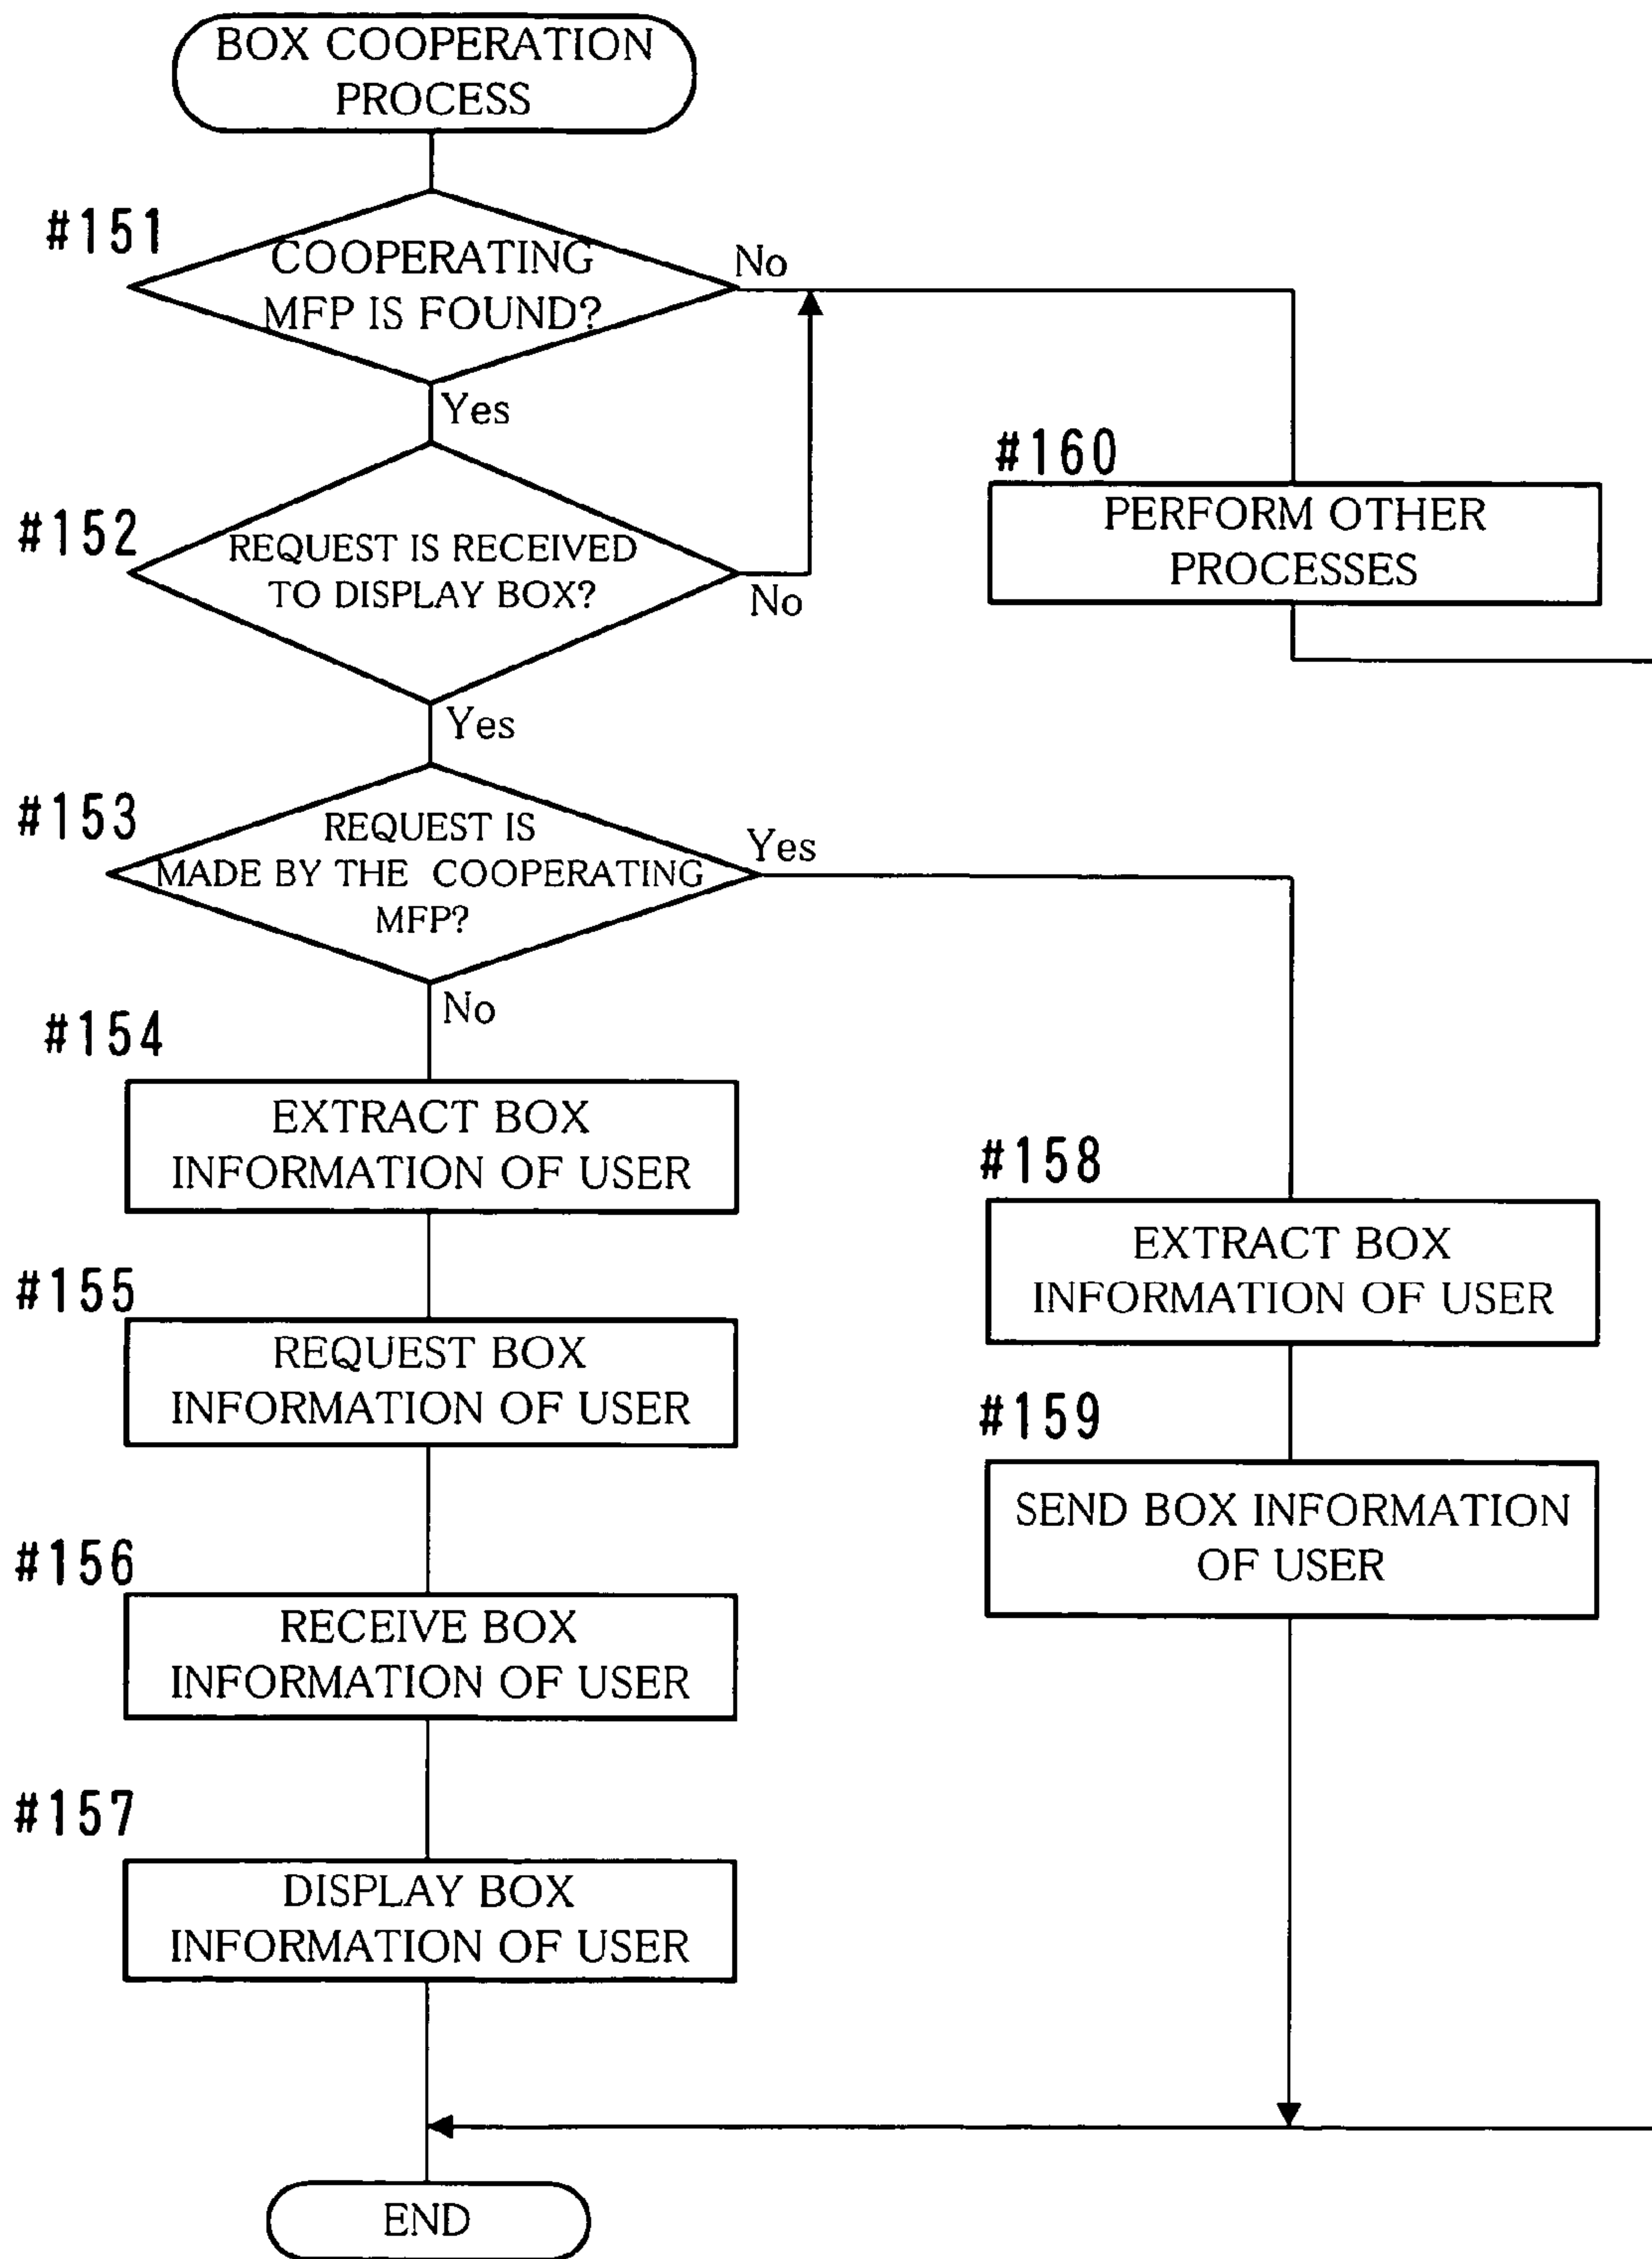 BOX COOPERATION
PROCESS
#151
COOPERATING
MFP IS FOUND?
No
Yes
#160
PERFORM OTHER
PROCESSES
#152
REQUEST IS RECEIVED
TO DISPLAY BOX?
No
Yes
#153
REQUEST IS
MADE BY THE COOPERATING
MFP?
Yes
No
#154
EXTRACT BOX
INFORMATION OF USER
#158
EXTRACT BOX
INFORMATION OF USER
#155
REQUEST BOX
INFORMATION OF USER
#159
SEND BOX INFORMATION
OF USER
#156
RECEIVE BOX
INFORMATION OF USER
#157
DISPLAY BOX
INFORMATION OF USER
END